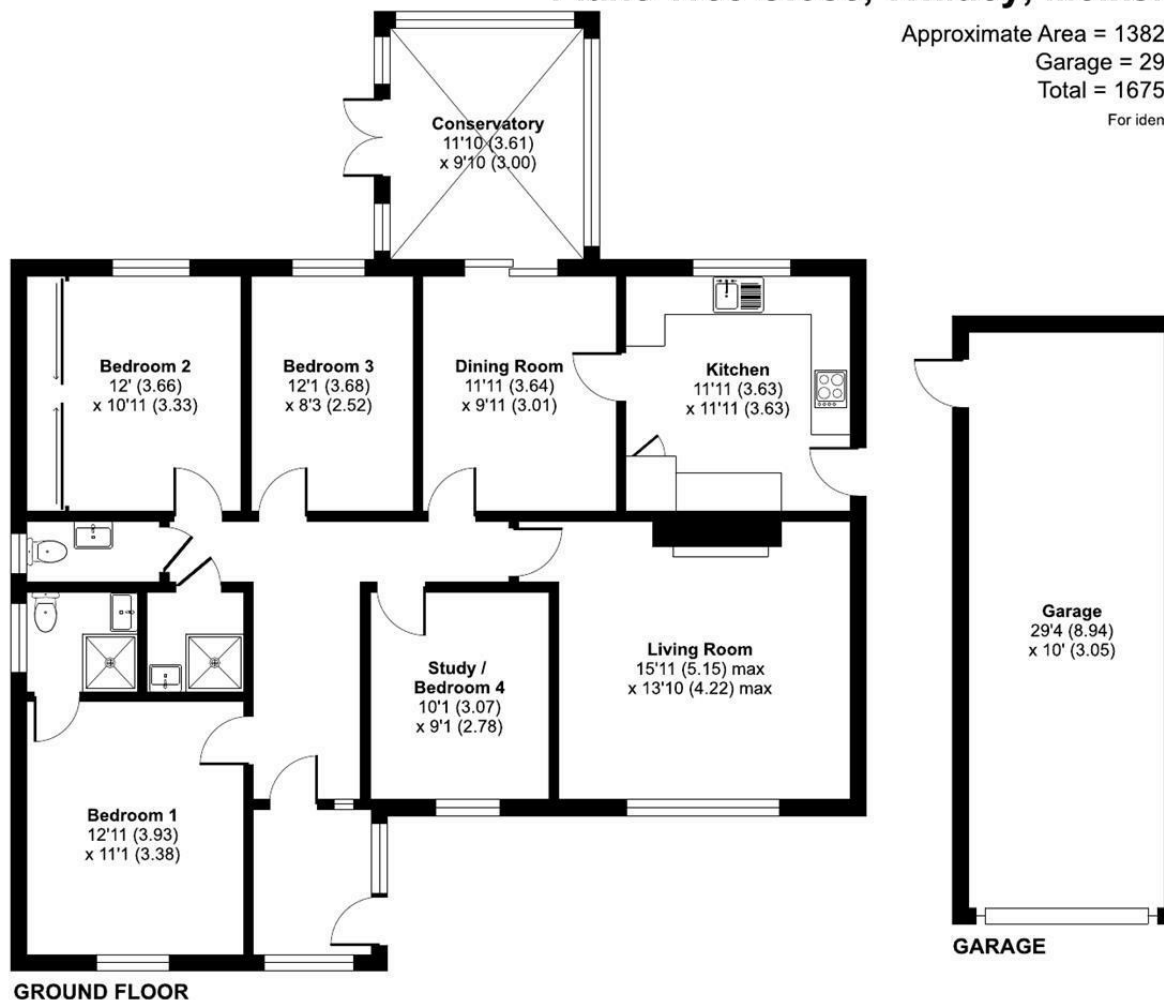 Approximate Area = 1382
Garage = 29
Total = 1675
For iden
Conservatory
11'10 (3.61)
x 9'10 (3.00)
Bedroom 2
12' (3.66)
x 10'11 (3.33)
Bedroom 3
12'1 (3.68)
x 8'3 (2.52)
Dining Room
11'11 (3.64)
x 9'11 (3.01)
Kitchen
11'11 (3.63)
x 11'11 (3.63)
Garage
29'4 (8.94)
x 10' (3.05)
Living Room
15'11 (5.15) max
x 13'10 (4.22) max
Study /
Bedroom 4
10'1 (3.07)
x 9'1 (2.78)
Bedroom 1
12'11 (3.93)
x 11'1 (3.38)
GARAGE
GROUND FLOOR